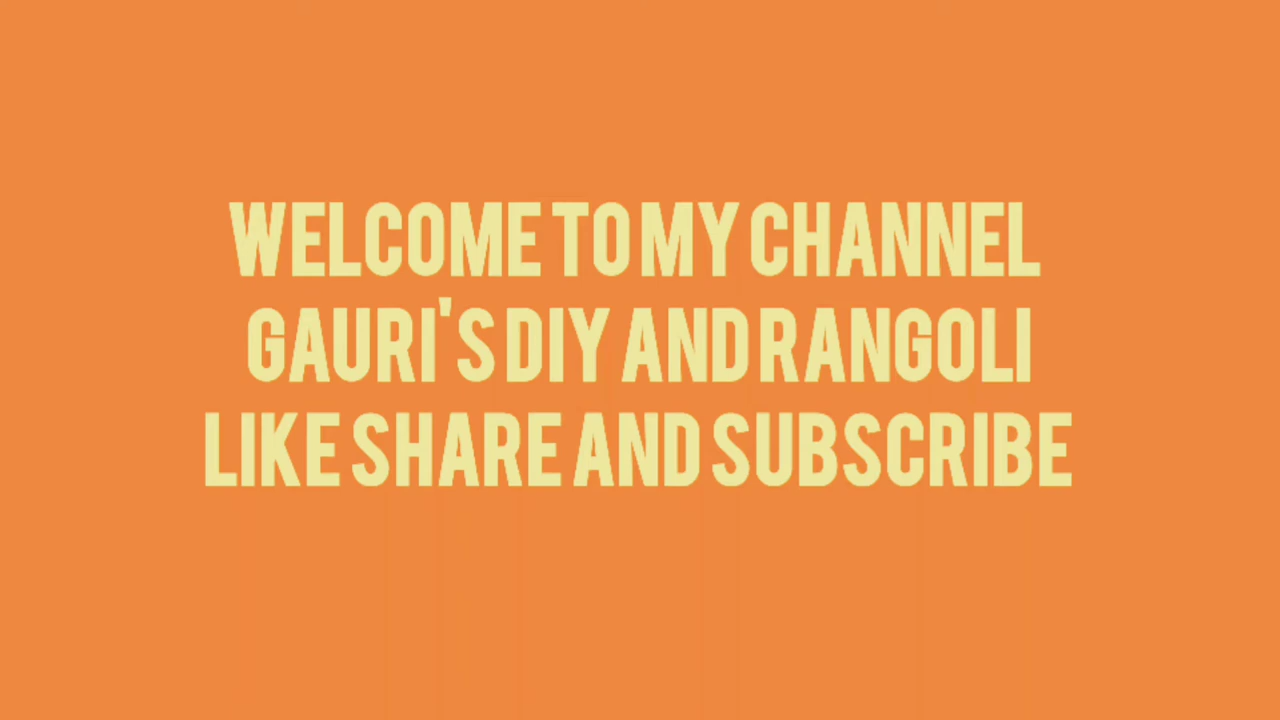 WELCOME TO MY CHANNEL
GAURI'S DIY AND RANGOLI
LIKE SHARE AND SUBSCRIBE